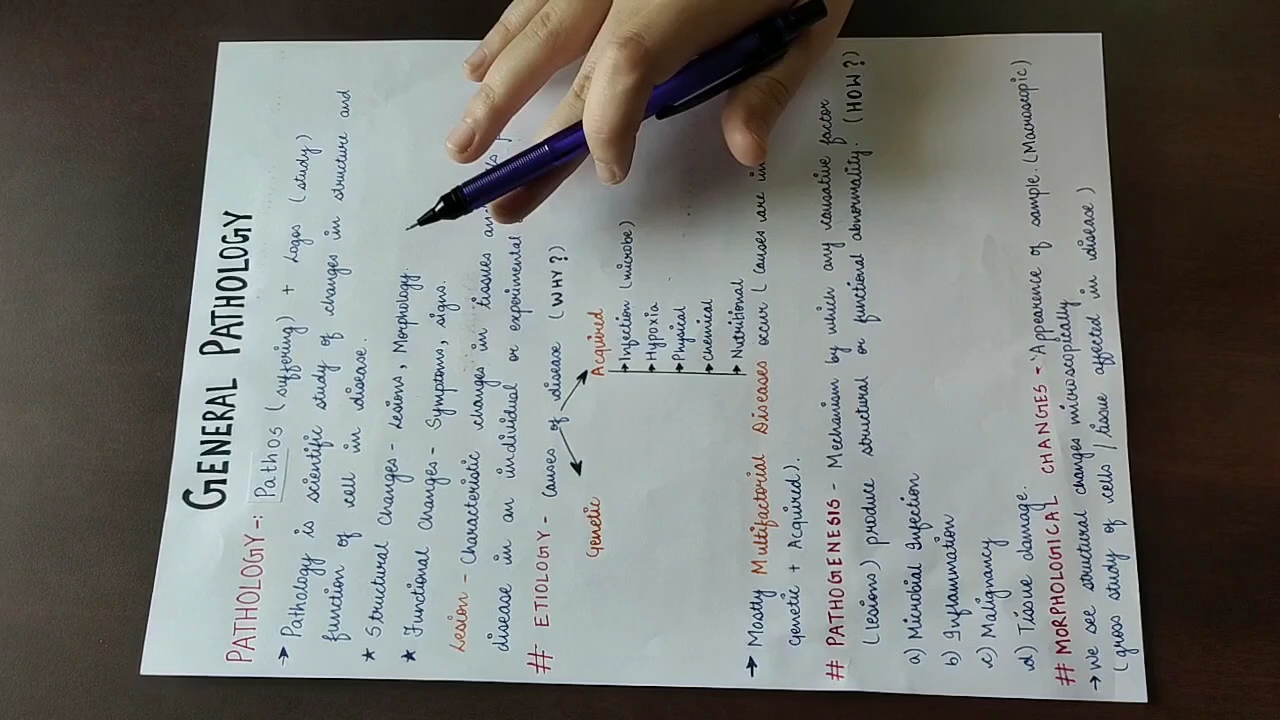 GENERAL PATHOLOGY
PATHOLOGY-: Pathos (suffering) + Logos (study)
→ Pathology is scientific study of changes in structure and
function of cell in disease.
★ Structural Changes- Lesions, Morphology
★ Functional Changes- Symptoms, signs.
Lesion - Characteristic changes in tissues and
disease in an individual or experimental
# ETIOLOGY - Causes of disease (WHY?)
Genetic Acquired
→ Infection (microbe)
→ Hypoxia
→ Physical
→ chemical
→ Nutritional
→ Mostly Multifactorial Diseases occur (causes are in
Genetic + Acquired).
# PATHOGENESIS - Mechanism by which any causative factor
(lesions) produce structural or functional abnormality. (HOW?)
a) Microbial Infection
b) Inflammation
c) Malignancy
d) Tissue damage.
# MORPHOLOGICAL CHANGES -: Appearence of sample. (Macroscopic)
→ We see structural changes microscopically
(gross study of cells / tissue affected in disease)